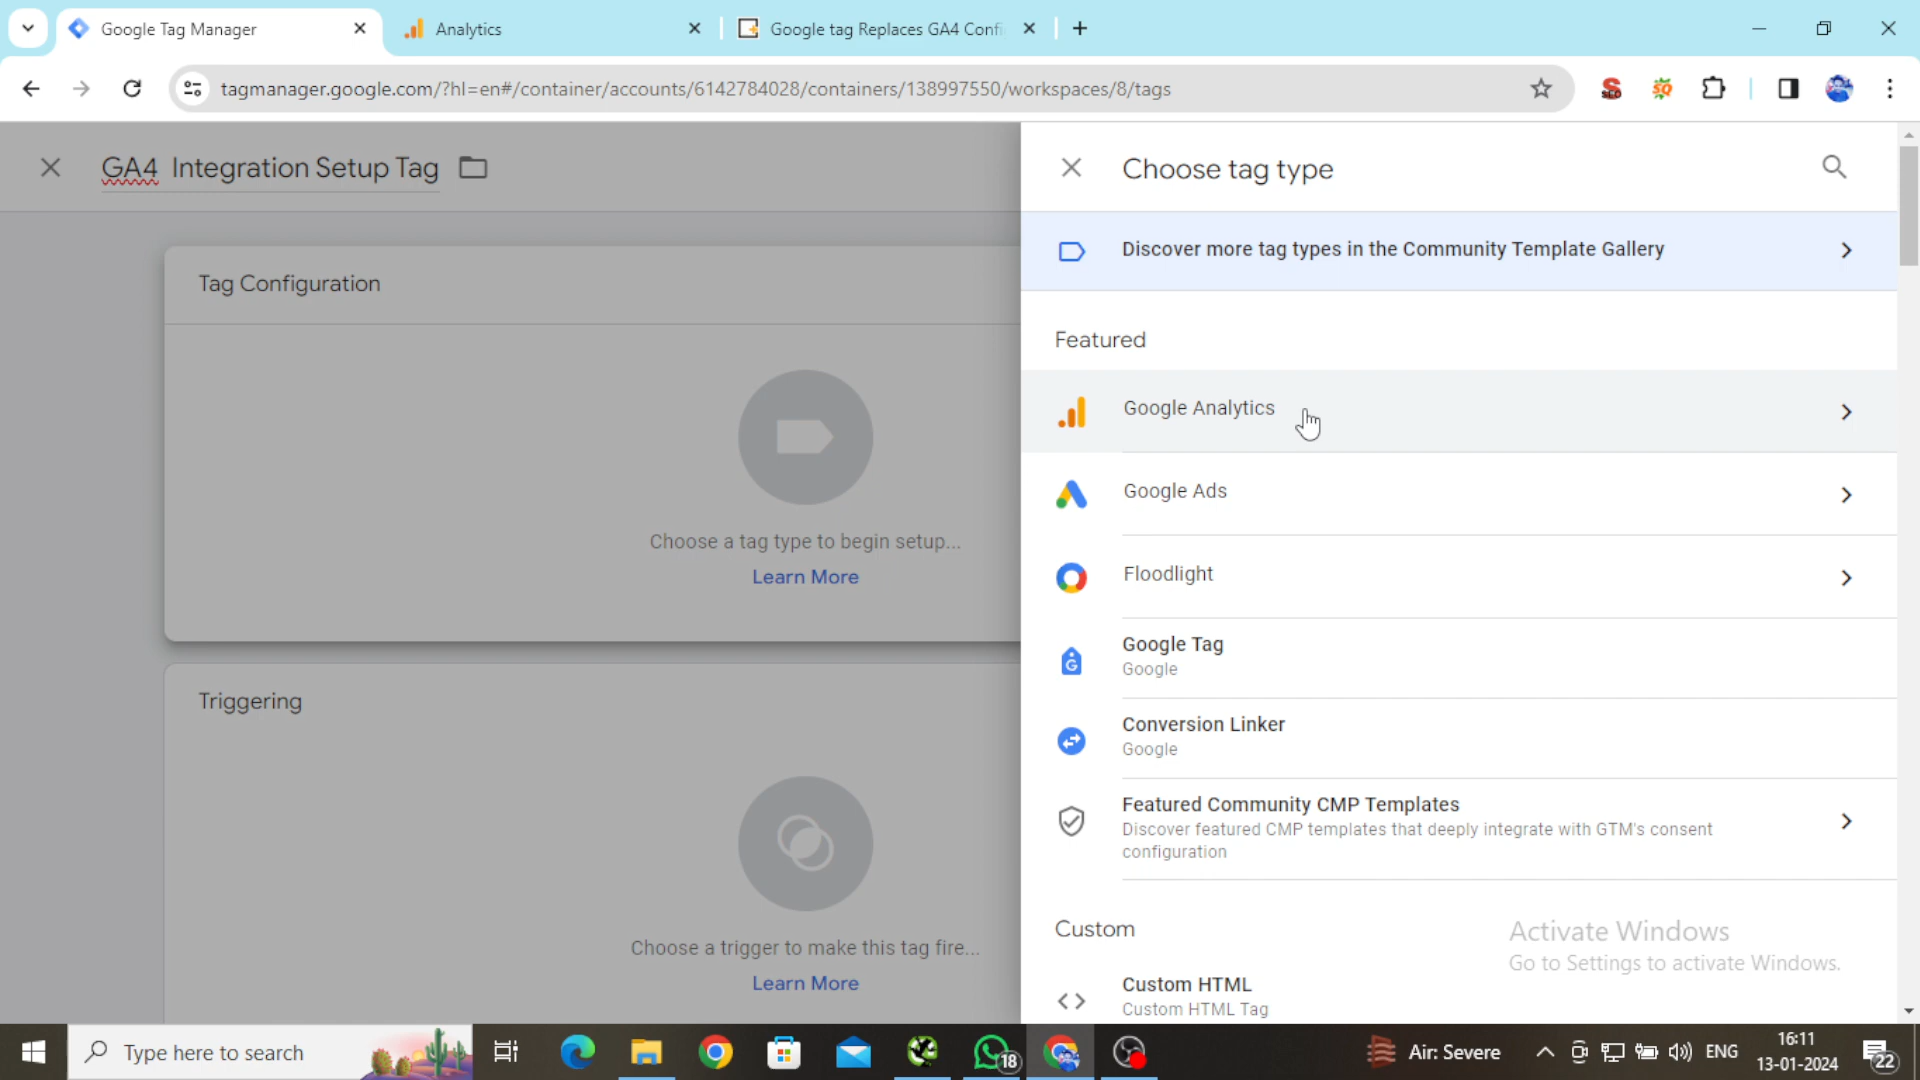 Google Tag Manager
Analytics
Google tag Replaces GA4 Confi
tagmanager.google.com/?hl=en#/container/accounts/6142784028/containers/138997550/workspaces/8/tags
GA4 Integration Setup Tag
Tag Configuration
Choose a tag type to begin setup...
Learn More
Triggering
Choose a trigger to make this tag fire...
Learn More
Choose tag type
Discover more tag types in the Community Template Gallery
Featured
Google Analytics
Google Ads
Floodlight
Google Tag
Google
Conversion Linker
Google
Featured Community CMP Templates
Discover featured CMP templates that deeply integrate with GTM's consent
configuration
Custom
Custom HTML
Custom HTML Tag
Activate Windows
Go to Settings to activate Windows.
Type here to search
18
Air: Severe
ENG
16:11
13-01-2024
22